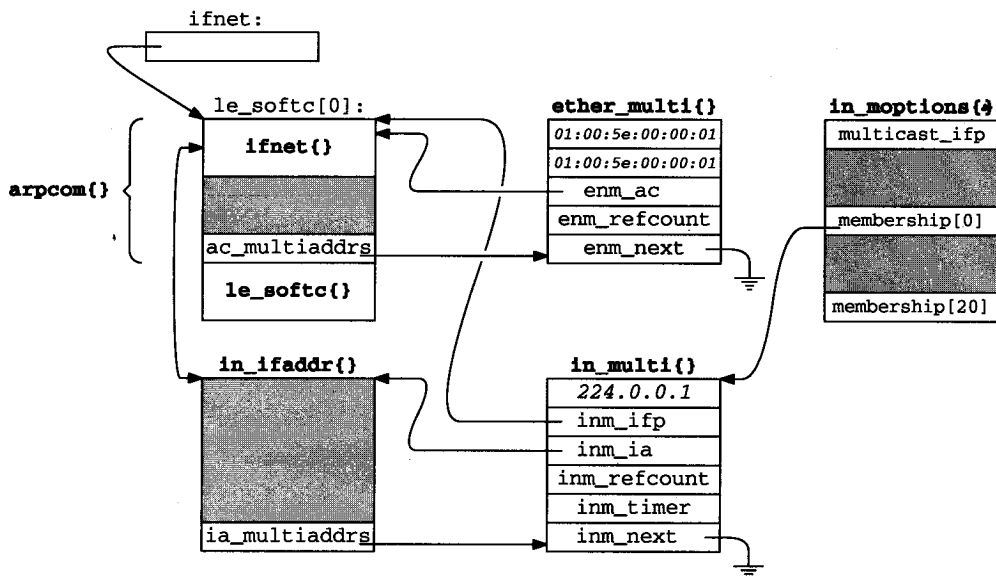 ifnet:
le_softc[0]:
ifnet{}
arpcom{}
ac_multiaddrs
le_softc{}
ether_multi{}
01:00:5e:00:00:01
01:00:5e:00:00:01
enm_ac
enm_refcount
enm_next
in_moptions{}
multicast_ifp
membership[0]
membership[20]
in_ifaddr{}
ia_multiaddrs
in_multi{}
224.0.0.1
inm_ifp
inm_ia
inm_refcount
inm_timer
inm_next